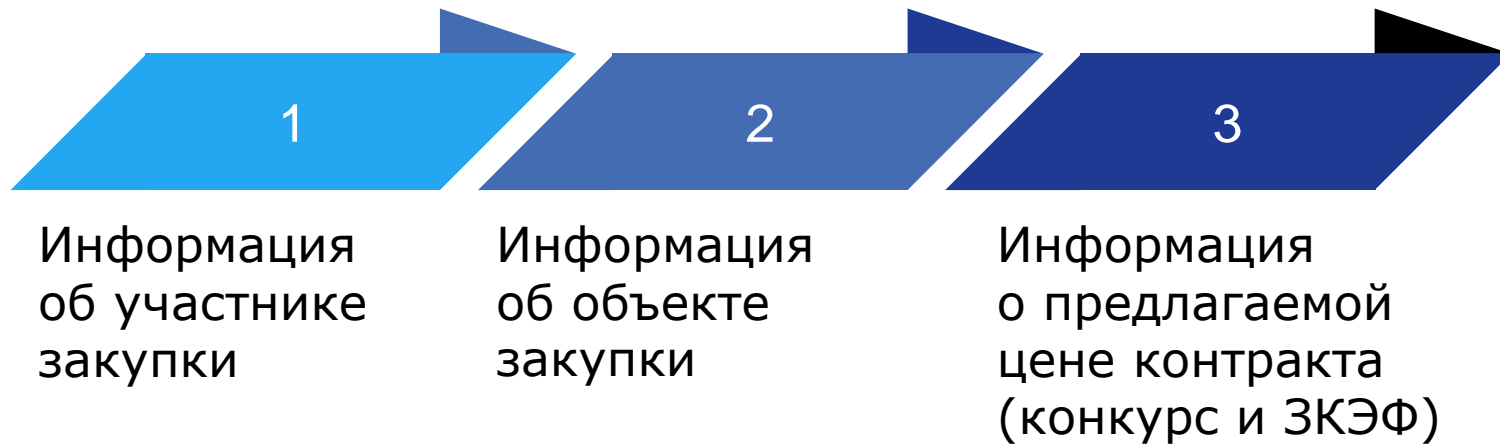 1
Информация
об участнике
закупки
2
Информация
об объекте
закупки
3
Информация
о предлагаемой
цене контракта
(конкурс и ЗКЭФ)